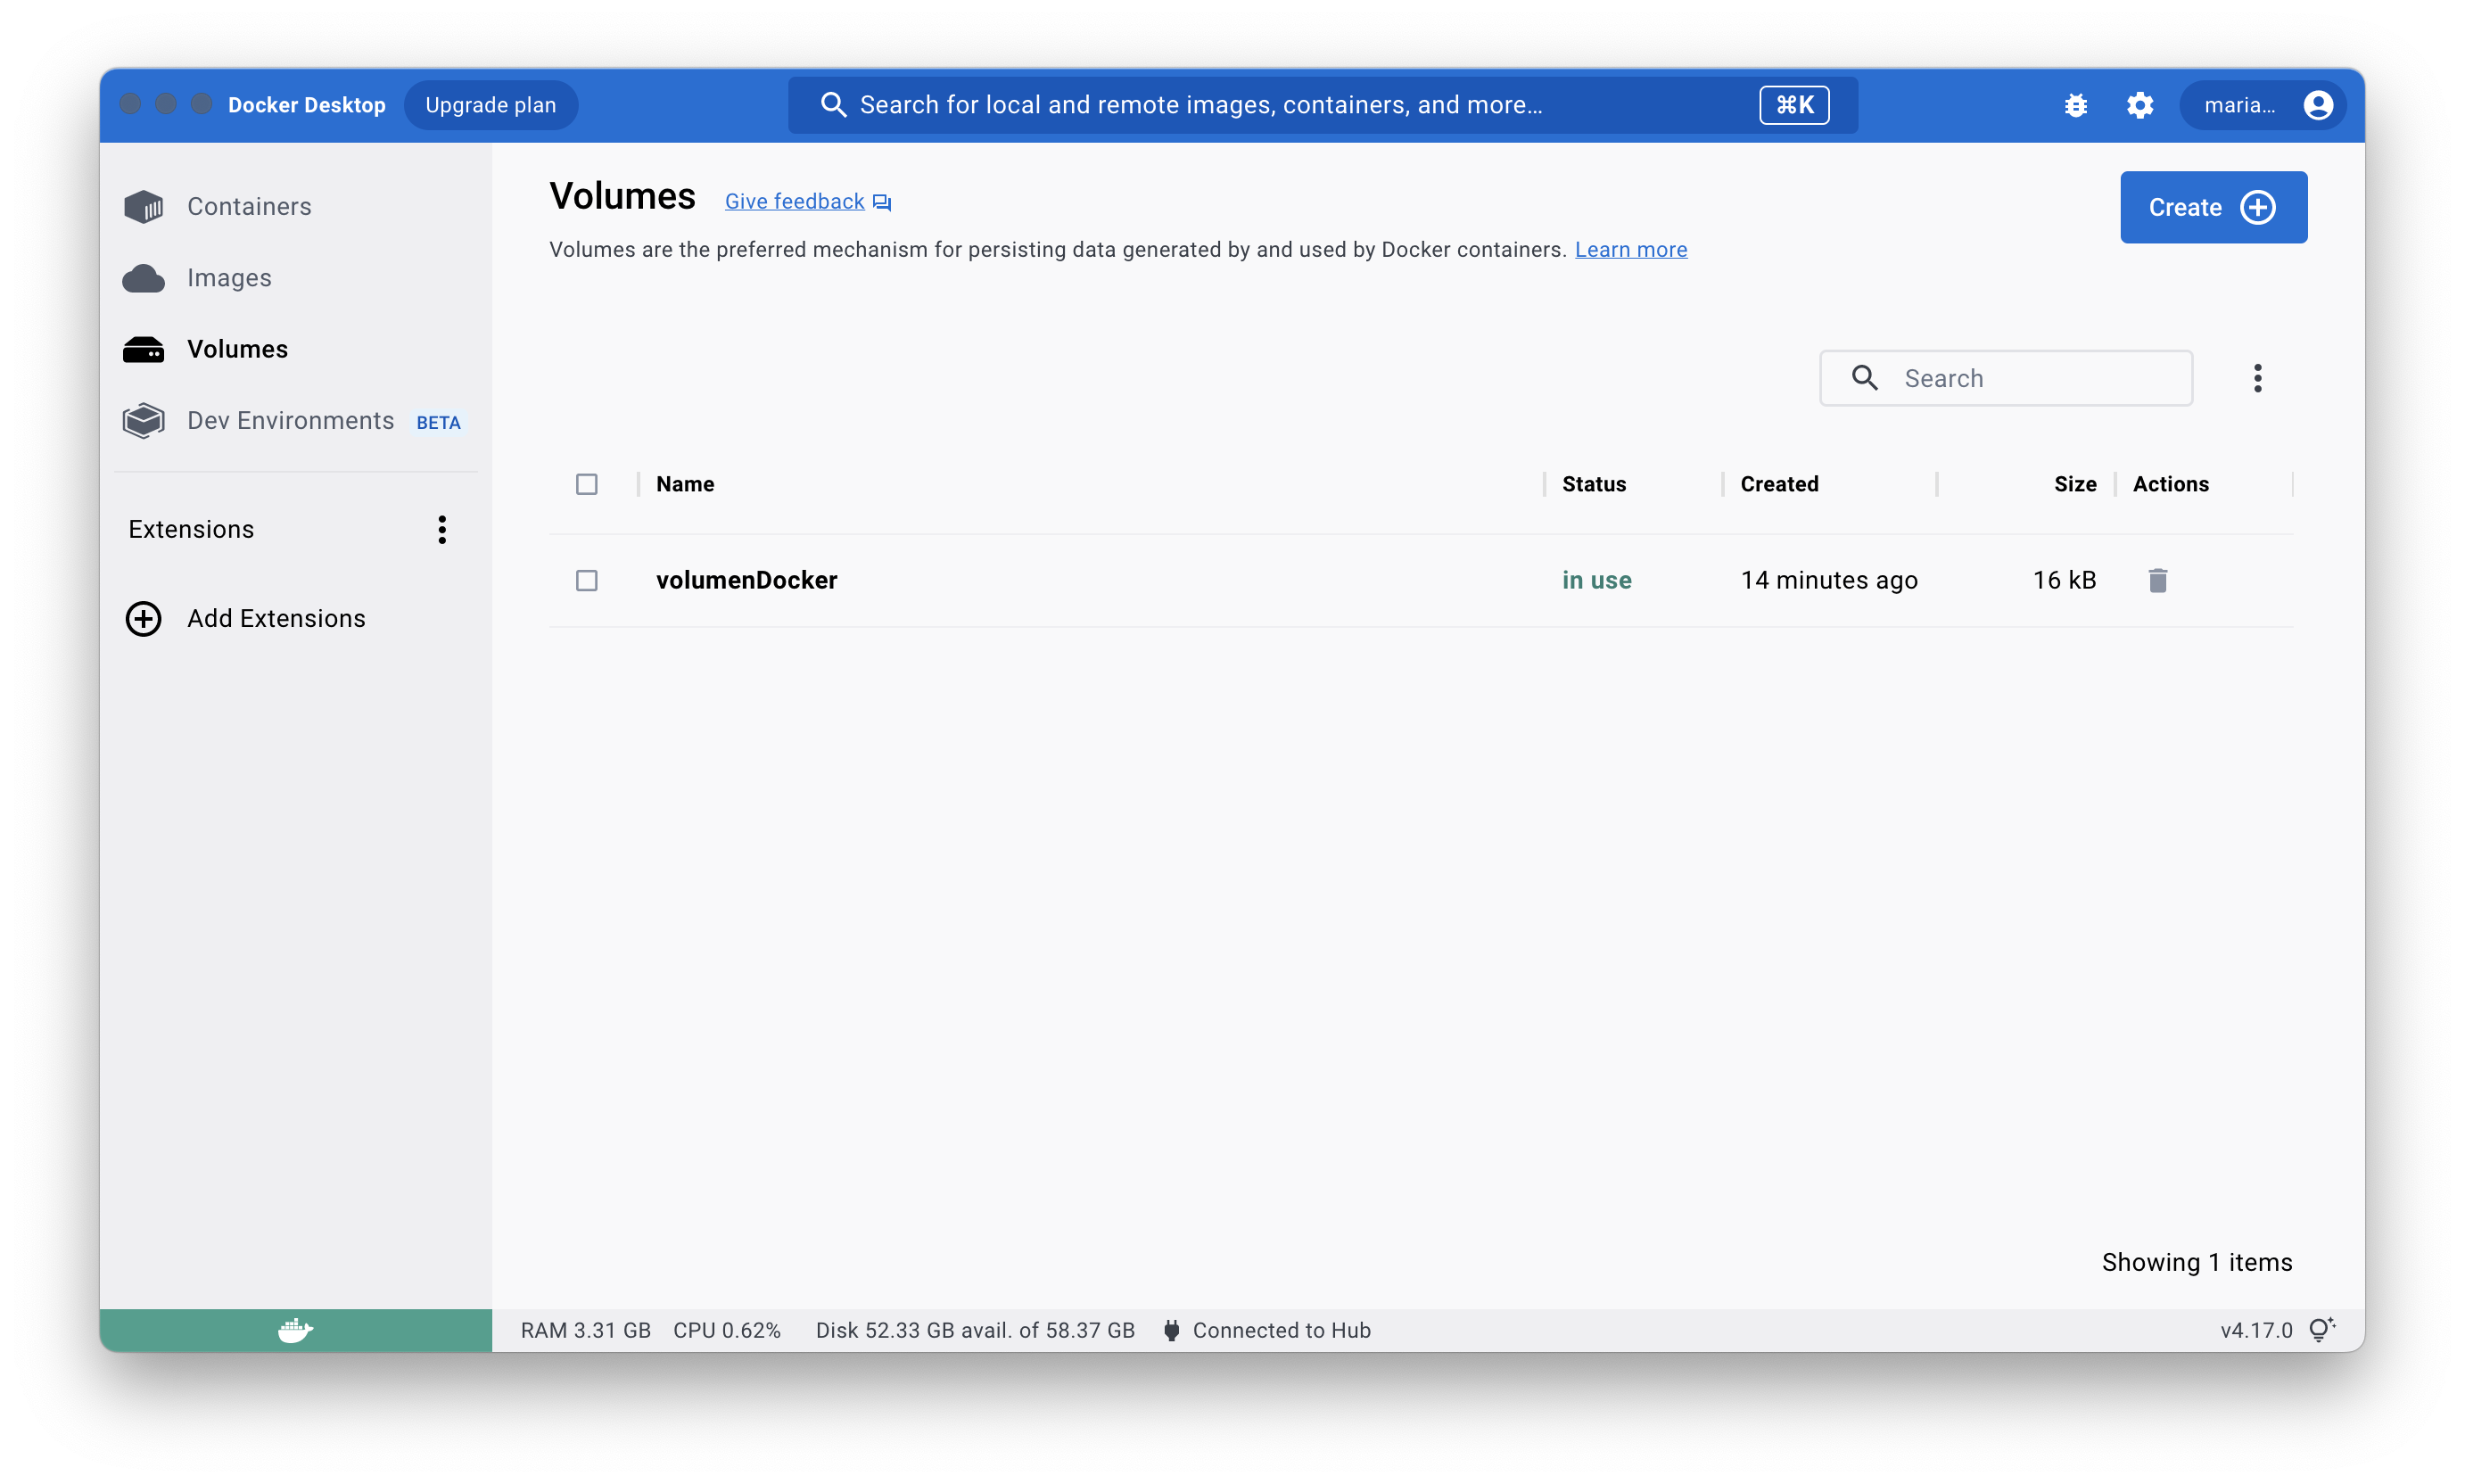 Docker Desktop Upgrade plan Search for local and remote images, containers, and more... ⌘K maria...
Containers
Images
Volumes
Dev Environments BETA
Extensions
Add Extensions
Volumes Give feedback
Create
Volumes are the preferred mechanism for persisting data generated by and used by Docker containers. Learn more
Search
Name Status Created Size Actions
volumenDocker in use 14 minutes ago 16 kB
Showing 1 items
RAM 3.31 GB CPU 0.62% Disk 52.33 GB avail. of 58.37 GB Connected to Hub v4.17.0